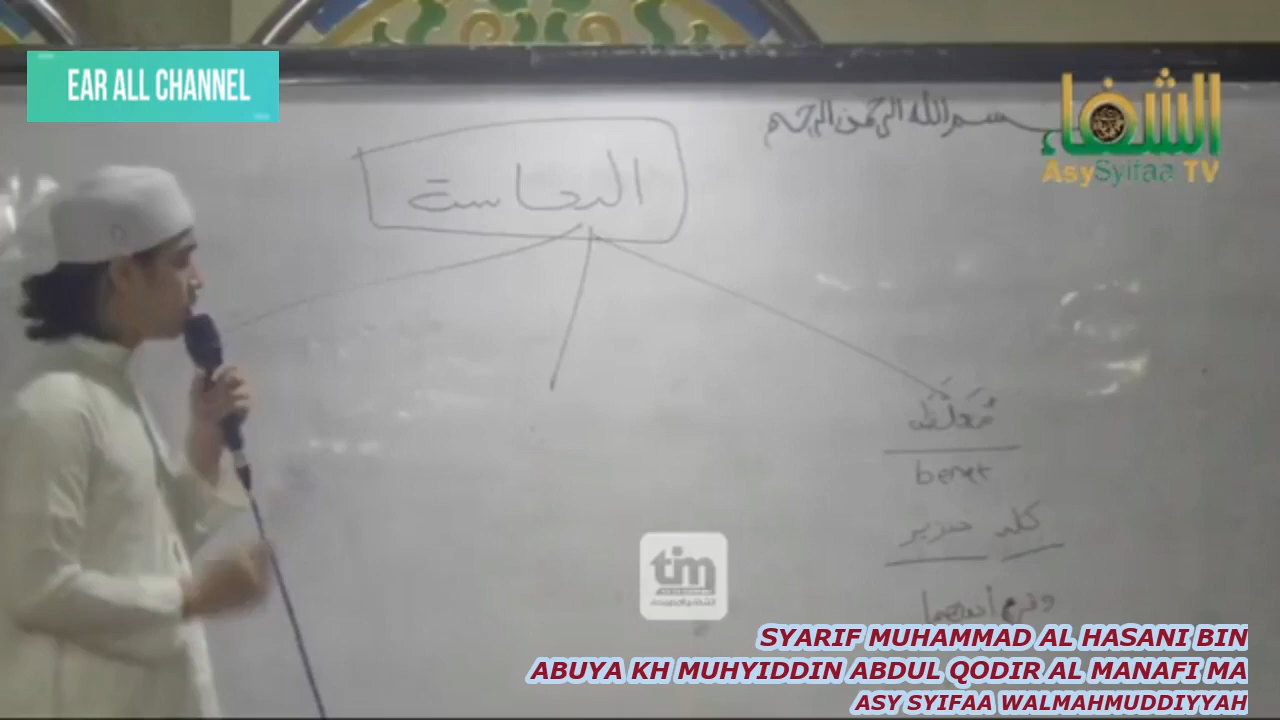 EAR ALL CHANNEL
بسم الله الرحمن الرحيم
الشفاء
AsySyifaa TV
النجاسة
مُغَلَّظَة
berat
كلب خنزير
وفرع أحدهما
tim
SYARIF MUHAMMAD AL HASANI BIN
ABUYA KH MUHYIDDIN ABDUL QODIR AL MANAFI MA
ASY SYIFAA WALMAHMUDDIYYAH